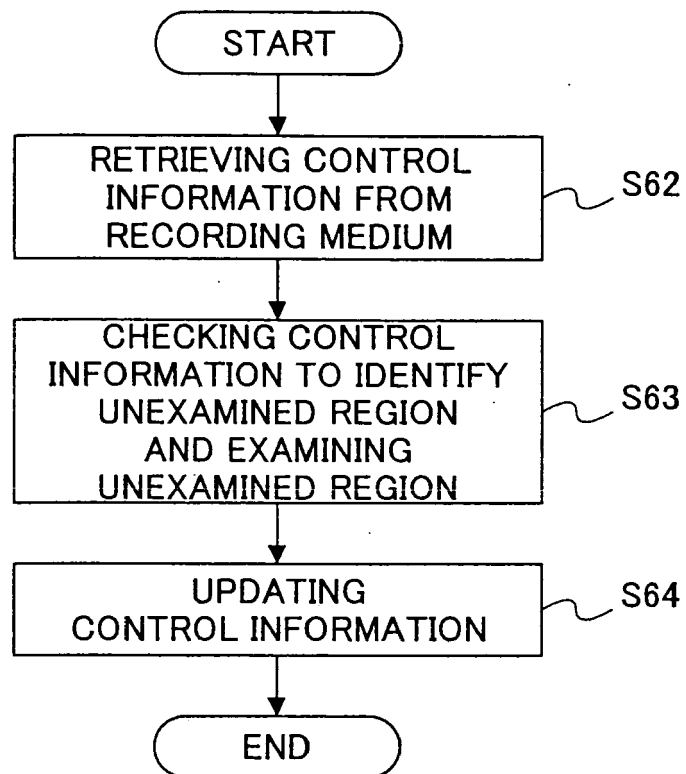 START
RETRIEVING CONTROL
INFORMATION FROM
RECORDING MEDIUM
S62
CHECKING CONTROL
INFORMATION TO IDENTIFY
UNEXAMINED REGION
AND EXAMINING
UNEXAMINED REGION
S63
UPDATING
CONTROL INFORMATION
S64
END